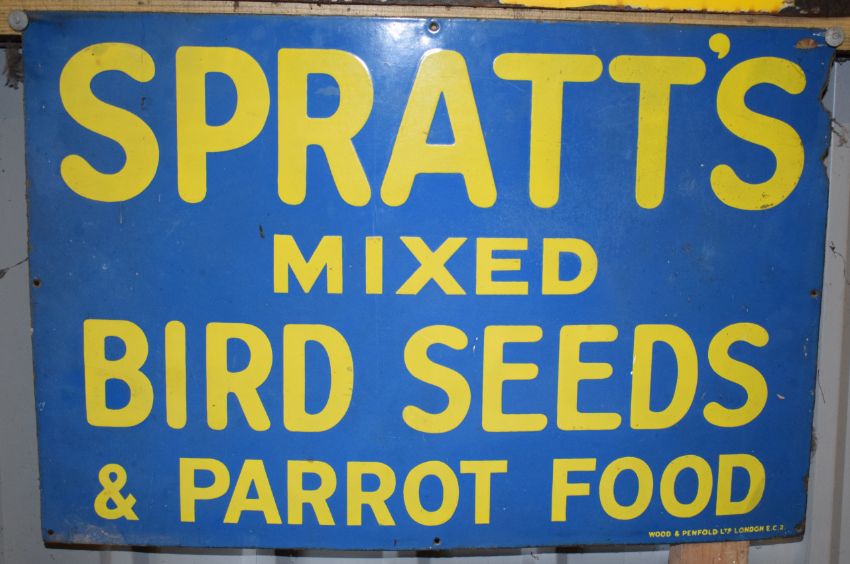 SPRATT'S
MIXED
BIRD SEEDS
& PARROT FOOD
WOOD & PENFOLD LTD LONDON E.C.2.